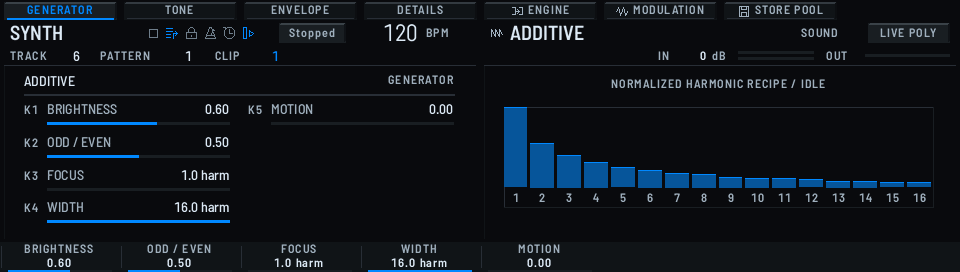 GENERATOR TONE ENVELOPE DETAILS ENGINE MODULATION STORE POOL
SYNTH Stopped 120 BPM ADDITIVE SOUND LIVE POLY
TRACK 6 PATTERN 1 CLIP 1 IN 0 dB OUT
ADDITIVE GENERATOR
NORMALIZED HARMONIC RECIPE / IDLE
K1 BRIGHTNESS 0.60 K5 MOTION 0.00
K2 ODD / EVEN 0.50
K3 FOCUS 1.0 harm
K4 WIDTH 16.0 harm
1 2 3 4 5 6 7 8 9 10 11 12 13 14 15 16
BRIGHTNESS ODD / EVEN FOCUS WIDTH MOTION
0.60 0.50 1.0 harm 16.0 harm 0.00